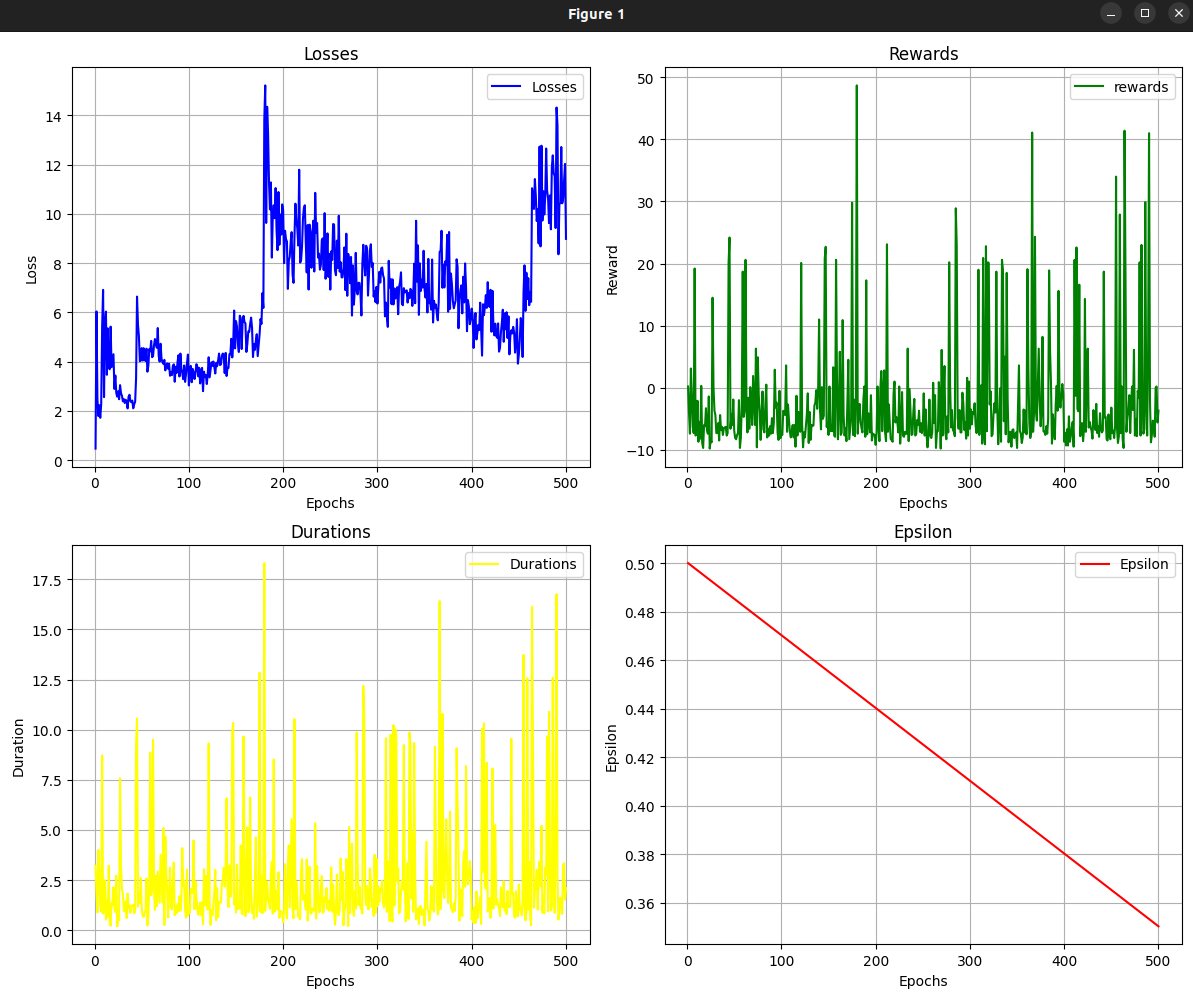 Figure 1
Losses
Losses
14
12
10
8
6
4
2
0
Loss
0 100 200 300 400 500
Epochs
Rewards
rewards
50
40
30
20
10
0
−10
Reward
0 100 200 300 400 500
Epochs
Durations
Durations
17.5
15.0
12.5
10.0
7.5
5.0
2.5
0.0
Duration
0 100 200 300 400 500
Epochs
Epsilon
Epsilon
0.50
0.48
0.46
0.44
0.42
0.40
0.38
0.36
Epsilon
0 100 200 300 400 500
Epochs